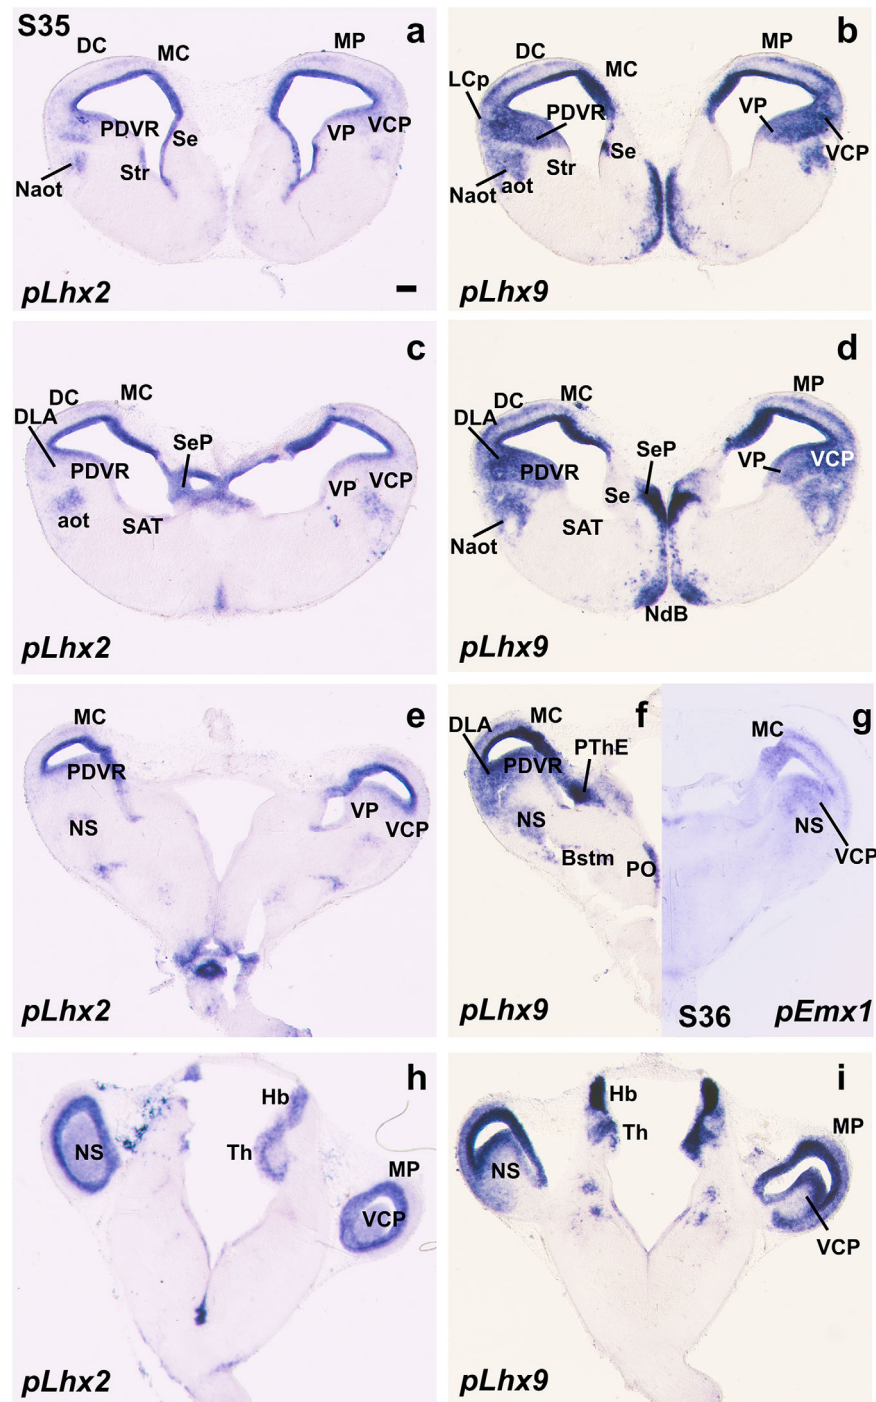 S35
a
DC
MC
MP
PDVR
Se
VP
VCP
Naot
Str
pLhx2
b
DC
MC
MP
LCp
PDVR
VP
VCP
Se
Naot
aot
Str
pLhx9
c
DC
MC
DLA
SeP
PDVR
VP
VCP
aot
SAT
pLhx2
d
DC
MC
MP
DLA
SeP
PDVR
VP
VCP
Se
Naot
SAT
NdB
pLhx9
e
MC
PDVR
VP
VCP
NS
pLhx2
f
DLA
MC
PThE
PDVR
NS
Bstm
PO
pLhx9
g
MC
NS
VCP
S36
pEmx1
h
Hb
Th
NS
MP
VCP
pLhx2
i
Hb
Th
MP
NS
VCP
pLhx9